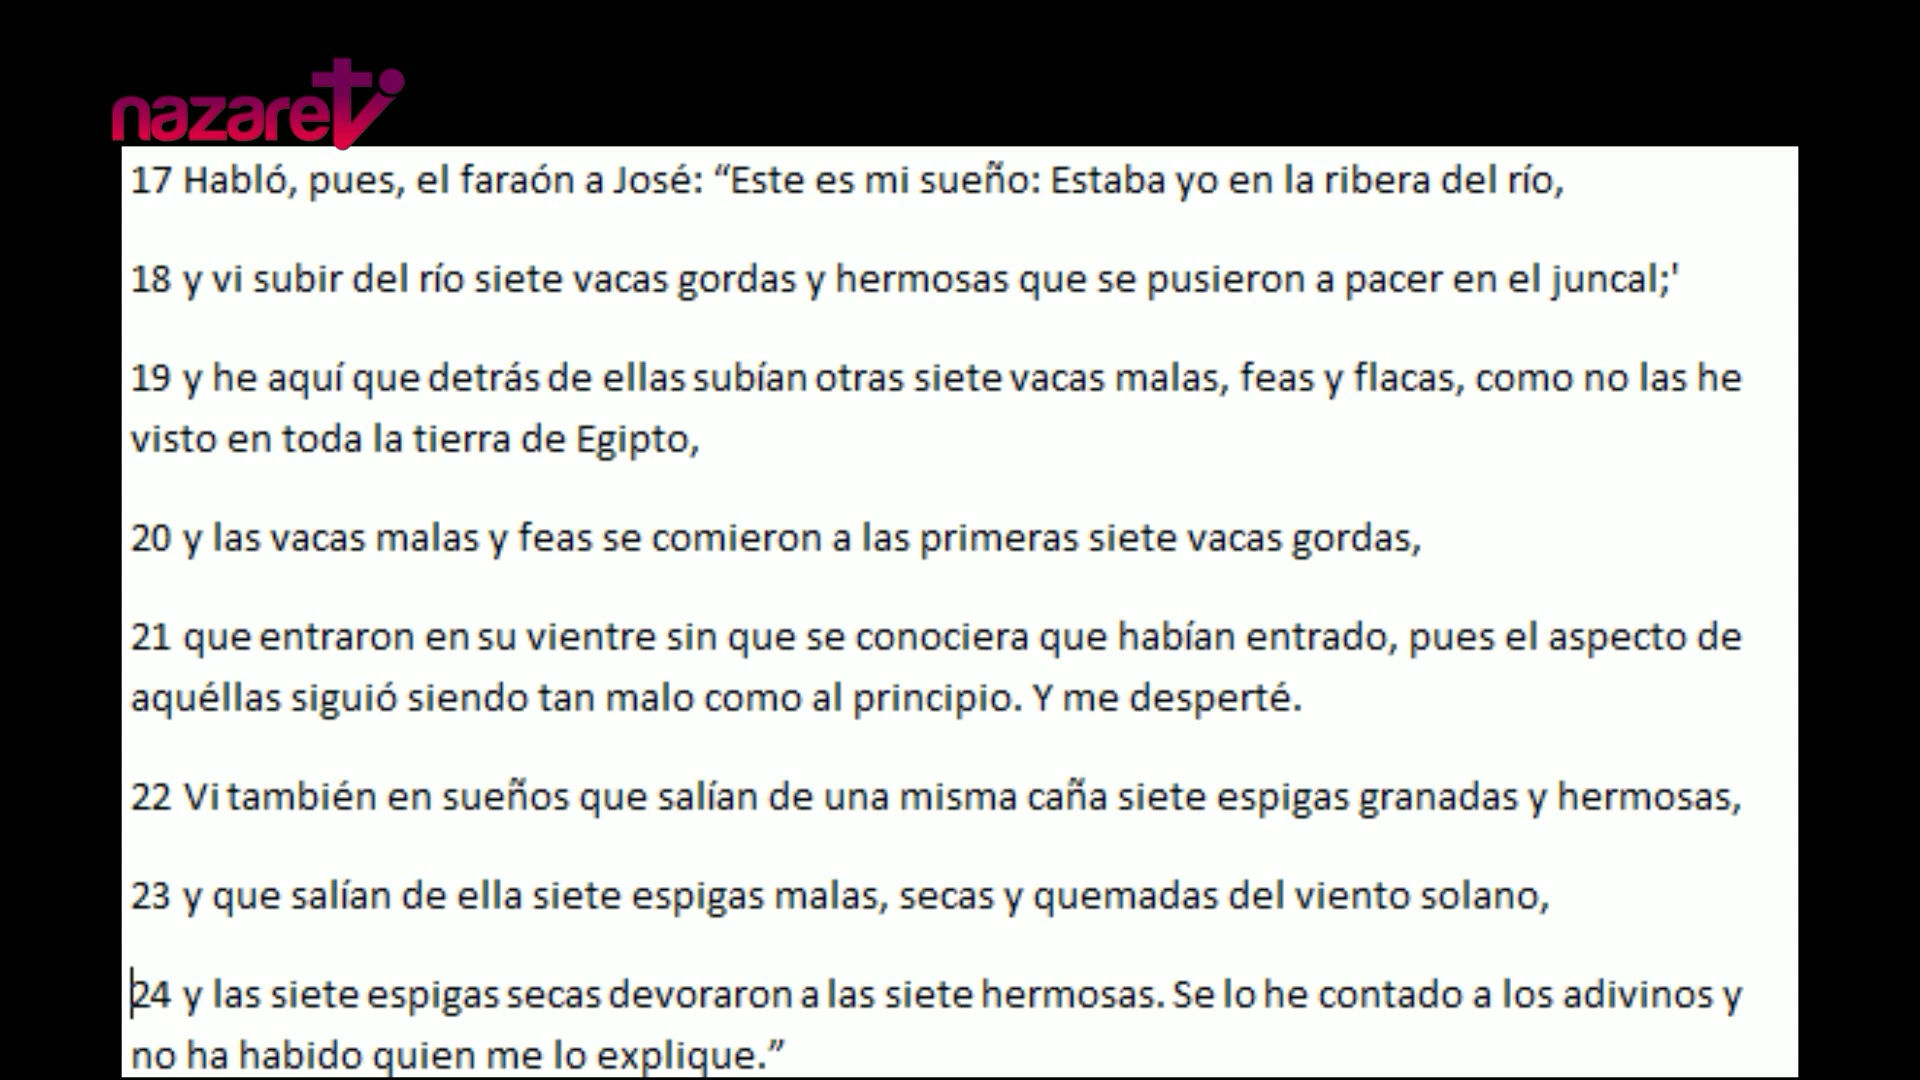 nazaretv
17 Habló, pues, el faraón a José: “Este es mi sueño: Estaba yo en la ribera del río,
18 y vi subir del río siete vacas gordas y hermosas que se pusieron a pacer en el juncal;'
19 y he aquí que detrás de ellas subían otras siete vacas malas, feas y flacas, como no las he
visto en toda la tierra de Egipto,
20 y las vacas malas y feas se comieron a las primeras siete vacas gordas,
21 que entraron en su vientre sin que se conociera que habían entrado, pues el aspecto de
aquéllas siguió siendo tan malo como al principio. Y me desperté.
22 Vi también en sueños que salían de una misma caña siete espigas granadas y hermosas,
23 y que salían de ella siete espigas malas, secas y quemadas del viento solano,
24 y las siete espigas secas devoraron a las siete hermosas. Se lo he contado a los adivinos y
no ha habido quien me lo explique.”